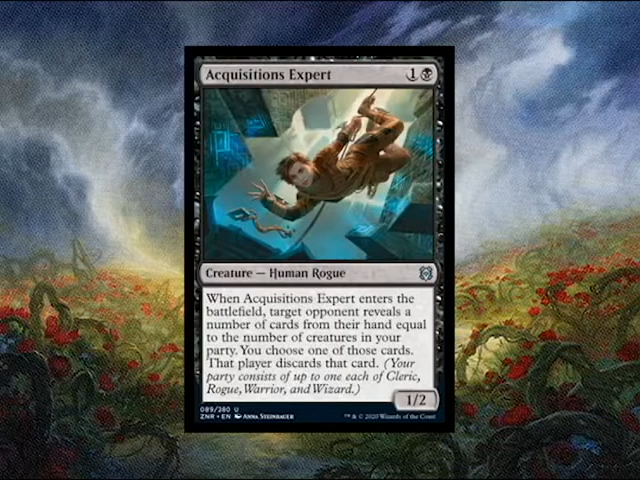 Acquisitions Expert 1
Creature — Human Rogue
When Acquisitions Expert enters the
battlefield, target opponent reveals a
number of cards from their hand equal
to the number of creatures in your
party. You choose one of those cards.
That player discards that card. (Your
party consists of up to one each of Cleric,
Rogue, Warrior, and Wizard.)
1/2
089/280 U
ZNR • EN Anna Steinbauer
™ & © 2020 Wizards of the Coast